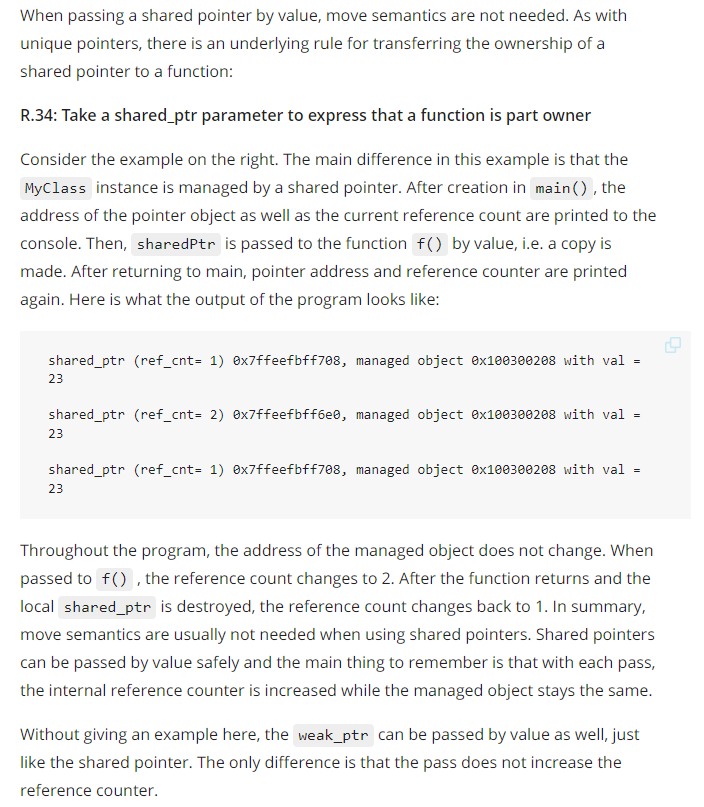 When passing a shared pointer by value, move semantics are not needed. As with
unique pointers, there is an underlying rule for transferring the ownership of a
shared pointer to a function:
R.34: Take a shared_ptr parameter to express that a function is part owner
Consider the example on the right. The main difference in this example is that the
MyClass instance is managed by a shared pointer. After creation in main() , the
address of the pointer object as well as the current reference count are printed to the
console. Then, sharedPtr is passed to the function f() by value, i.e. a copy is
made. After returning to main, pointer address and reference counter are printed
again. Here is what the output of the program looks like:
shared_ptr (ref_cnt= 1) 0x7ffeefbff708, managed object 0x100300208 with val =
23
shared_ptr (ref_cnt= 2) 0x7ffeefbff6e0, managed object 0x100300208 with val =
23
shared_ptr (ref_cnt= 1) 0x7ffeefbff708, managed object 0x100300208 with val =
23
Throughout the program, the address of the managed object does not change. When
passed to f() , the reference count changes to 2. After the function returns and the
local shared_ptr is destroyed, the reference count changes back to 1. In summary,
move semantics are usually not needed when using shared pointers. Shared pointers
can be passed by value safely and the main thing to remember is that with each pass,
the internal reference counter is increased while the managed object stays the same.
Without giving an example here, the weak_ptr can be passed by value as well, just
like the shared pointer. The only difference is that the pass does not increase the
reference counter.